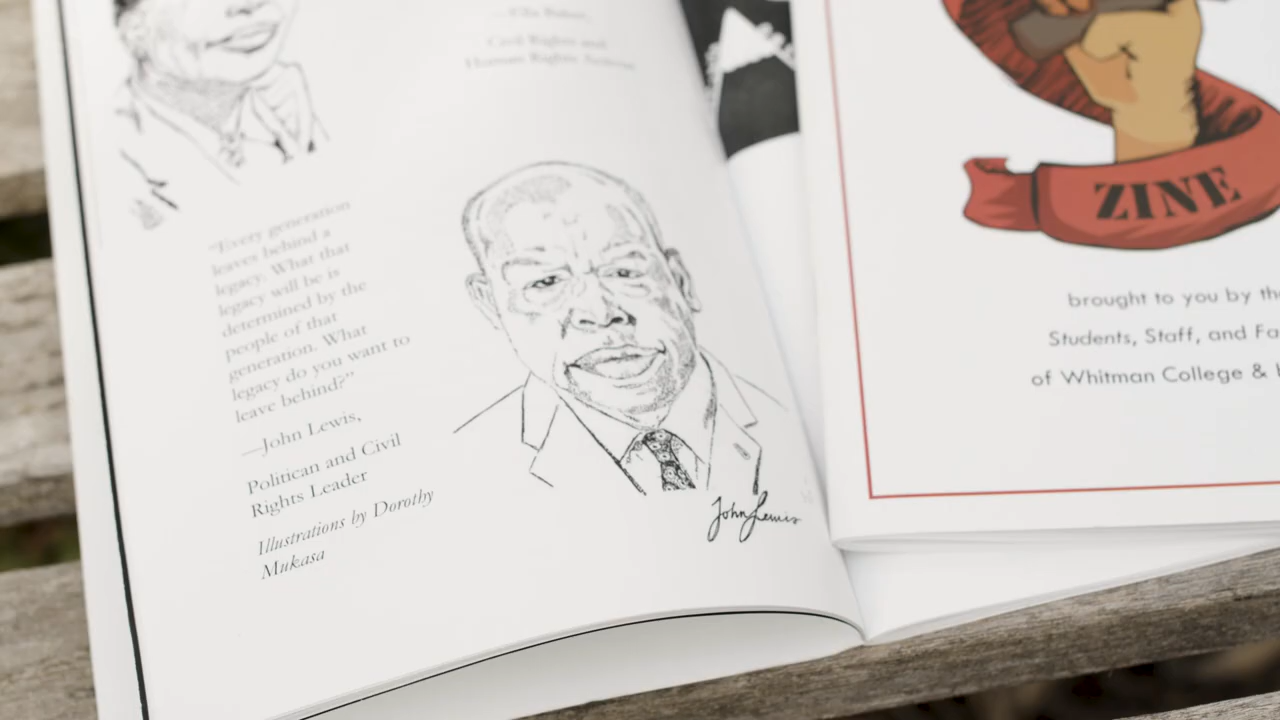 —Ella Baker,
Civil Rights and
Human Rights Activist
"Every generation
leaves behind a
legacy. What that
legacy will be is
determined by the
people of that
generation. What
legacy do you want to
leave behind?"
—John Lewis,
Politican and Civil
Rights Leader
Illustrations by Dorothy
Mukasa
John Lewis
ZINE
brought to you by the
Students, Staff, and Fa
of Whitman College &